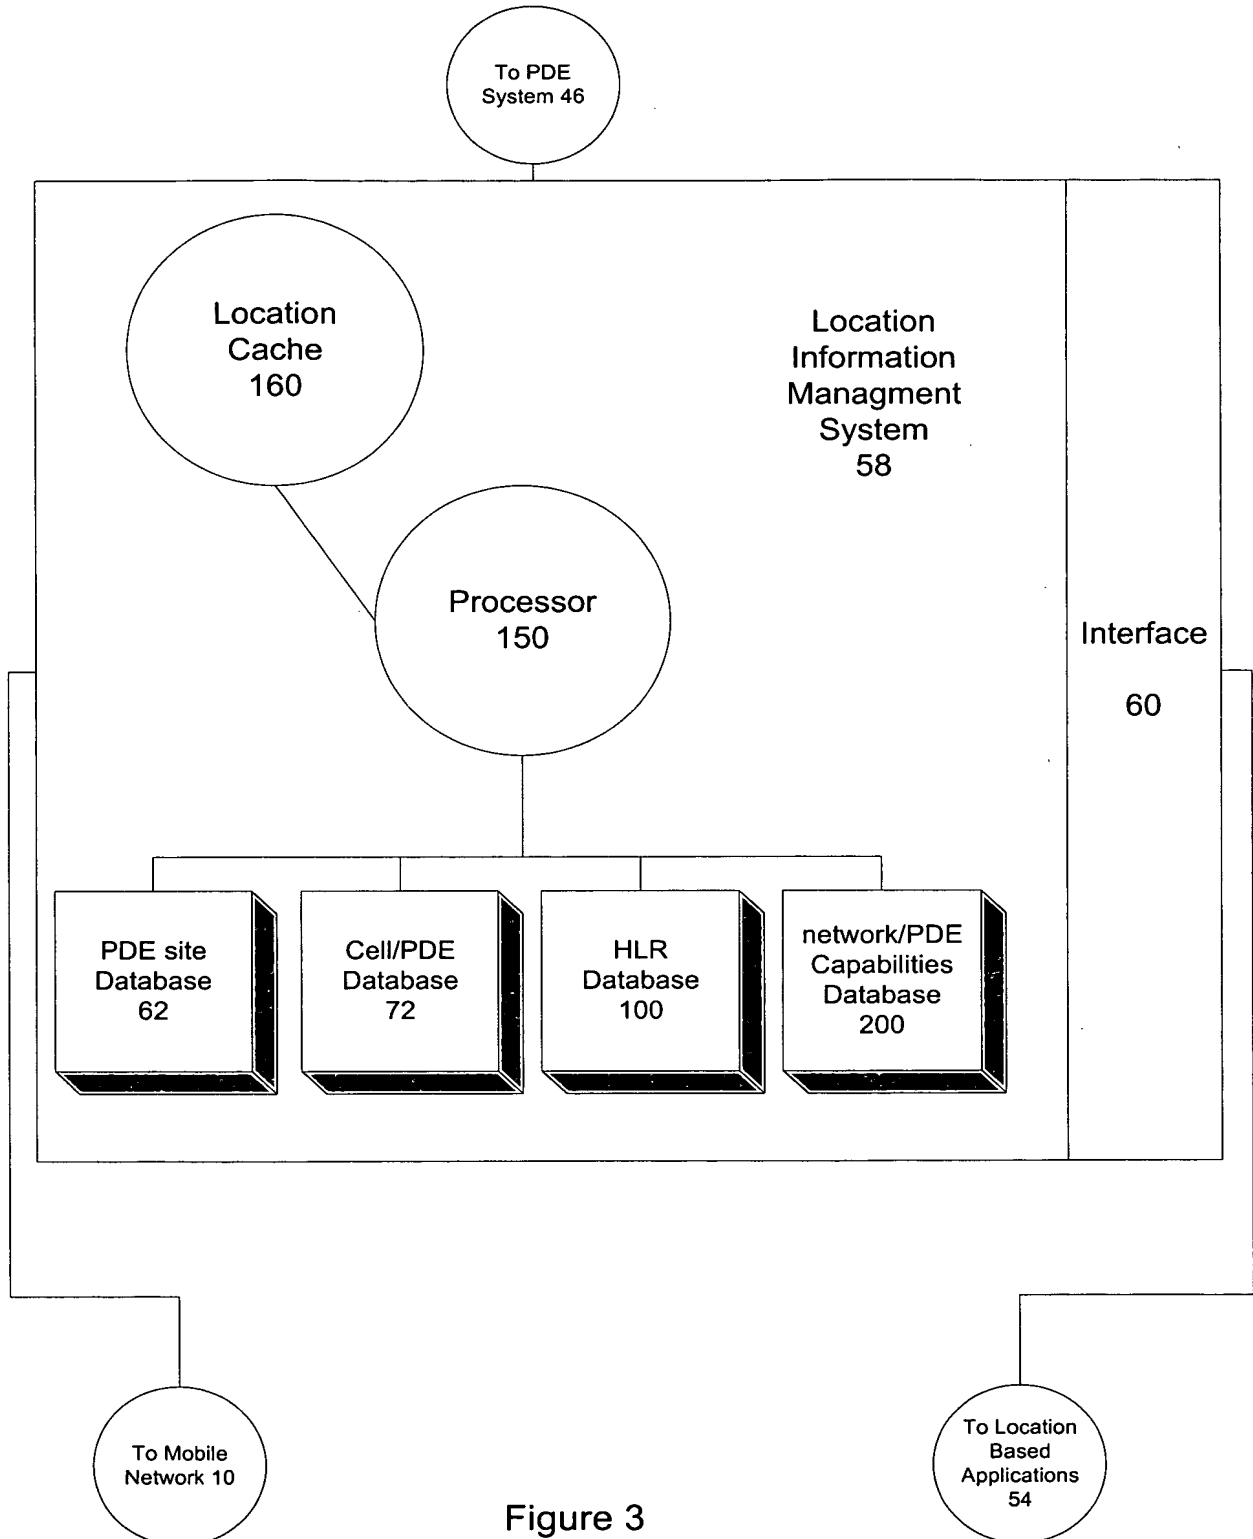 To PDE
System 46
Location
Cache
160
Location
Information
Managment
System
58
Processor
150
Interface
60
PDE site
Database
62
Cell/PDE
Database
72
HLR
Database
100
network/PDE
Capabilities
Database
200
To Mobile
Network 10
To Location
Based
Applications
54
Figure 3